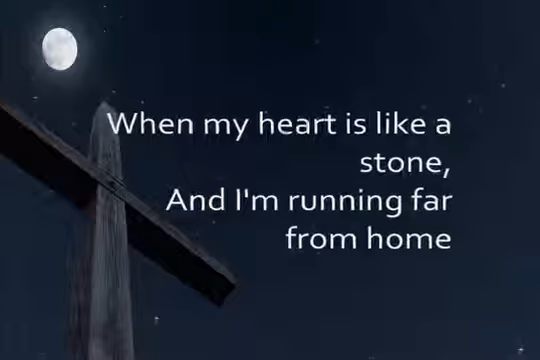 When my heart is like a
stone,
And I'm running far
from home